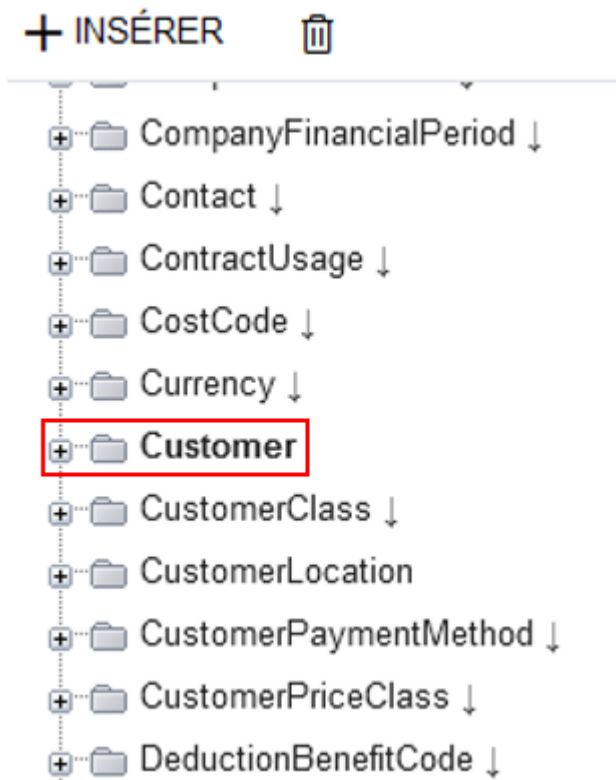 + INSÉRER
CompanyFinancialPeriod ↓
Contact ↓
ContractUsage ↓
CostCode ↓
Currency ↓
Customer
CustomerClass ↓
CustomerLocation
CustomerPaymentMethod ↓
CustomerPriceClass ↓
DeductionBenefitCode ↓